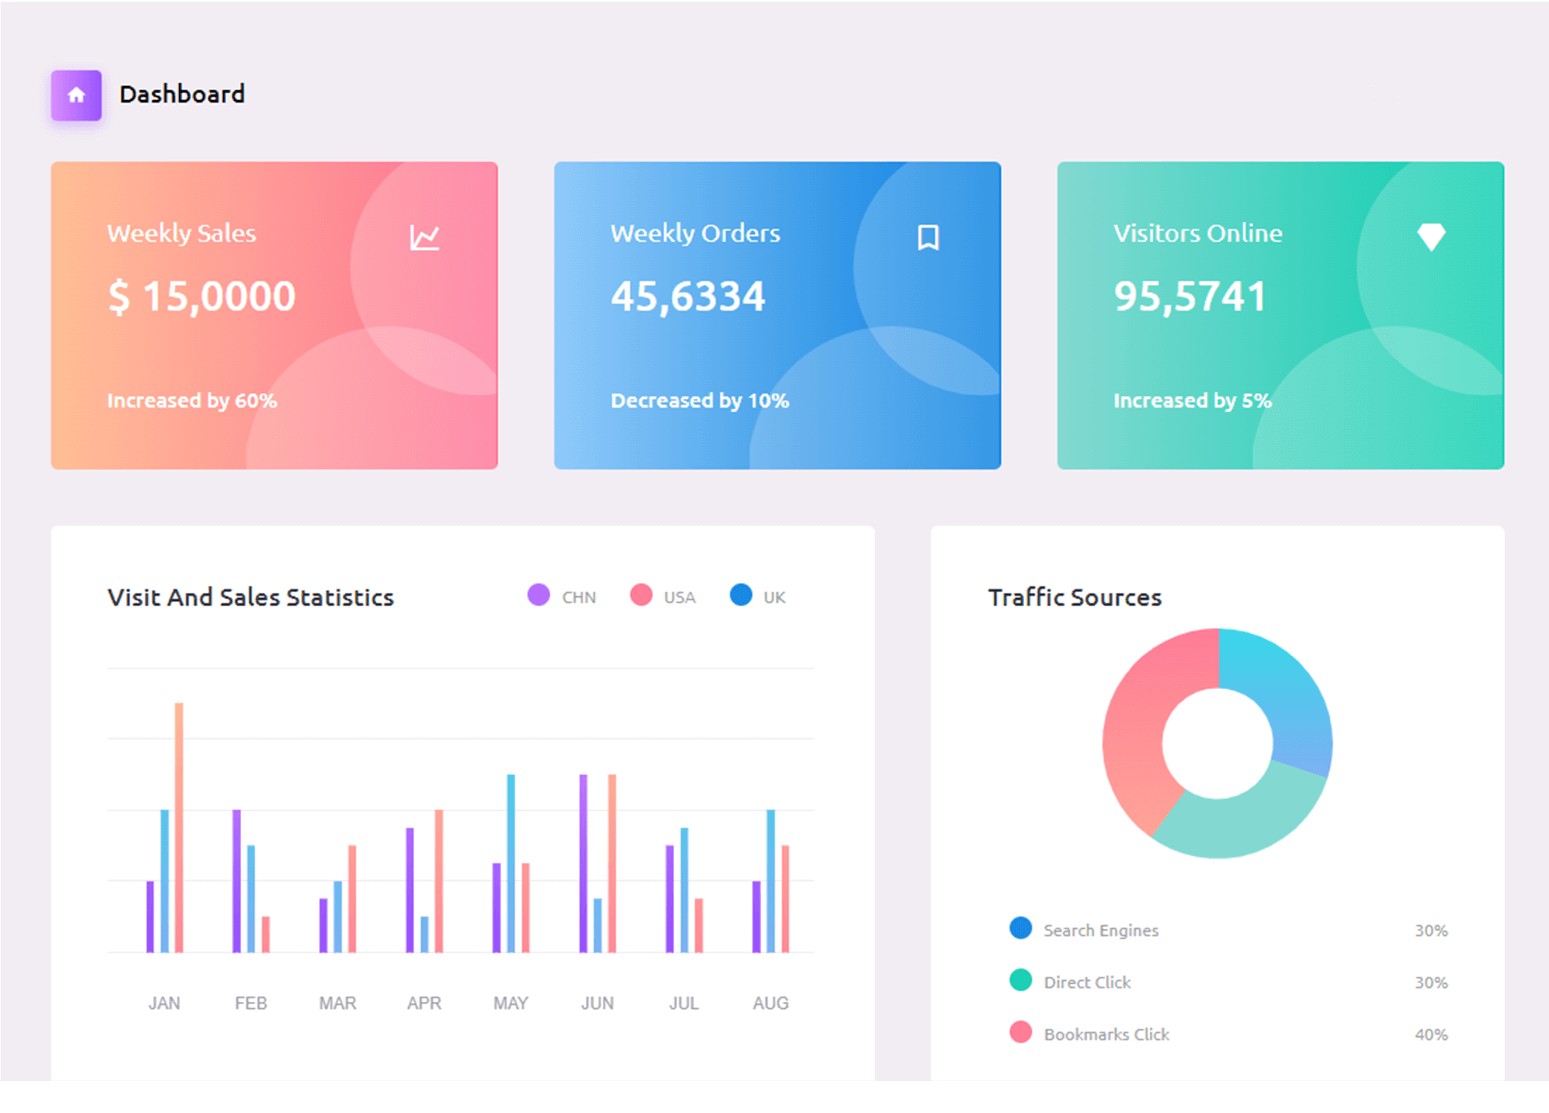 Dashboard
Weekly Sales
$ 15,0000
Increased by 60%
Weekly Orders
45,6334
Decreased by 10%
Visitors Online
95,5741
Increased by 5%
Visit And Sales Statistics
CHN USA UK
JAN FEB MAR APR MAY JUN JUL AUG
Traffic Sources
Search Engines 30%
Direct Click 30%
Bookmarks Click 40%